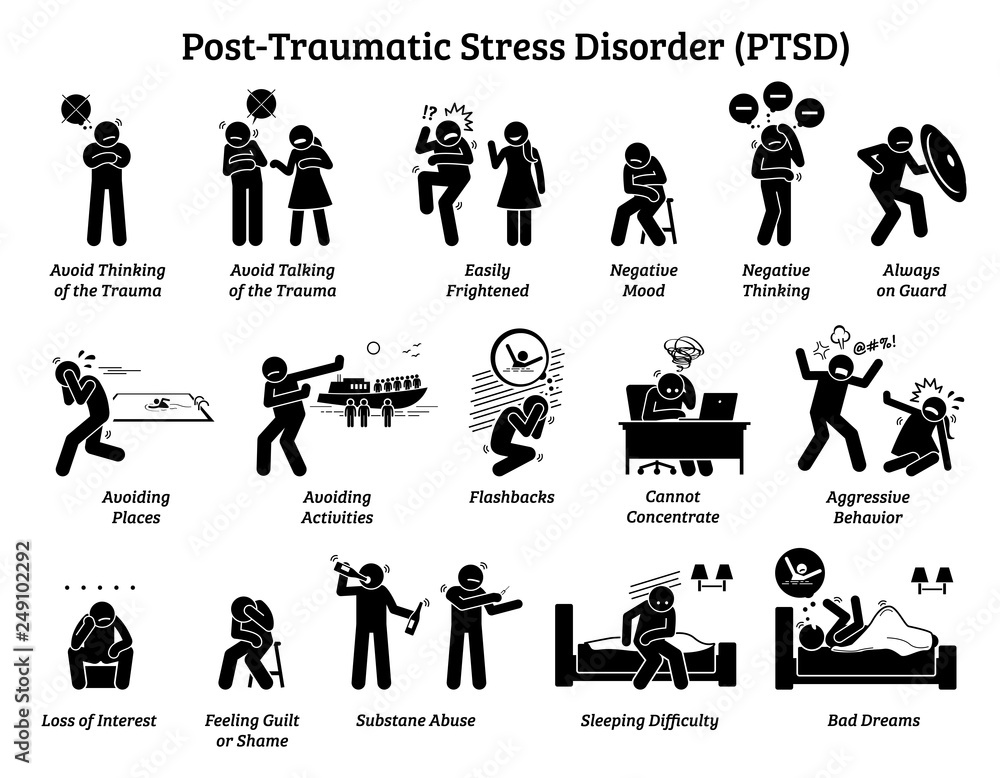 Post-Traumatic Stress Disorder (PTSD)
!?
Avoid Thinking
of the Trauma
Avoid Talking
of the Trauma
Easily
Frightened
Negative
Mood
Negative
Thinking
Always
on Guard
@#%!
Avoiding
Places
Avoiding
Activities
Flashbacks
Cannot
Concentrate
Aggressive
Behavior
Loss of Interest
Feeling Guilt
or Shame
Substane Abuse
Sleeping Difficulty
Bad Dreams
Adobe Stock | #249102292